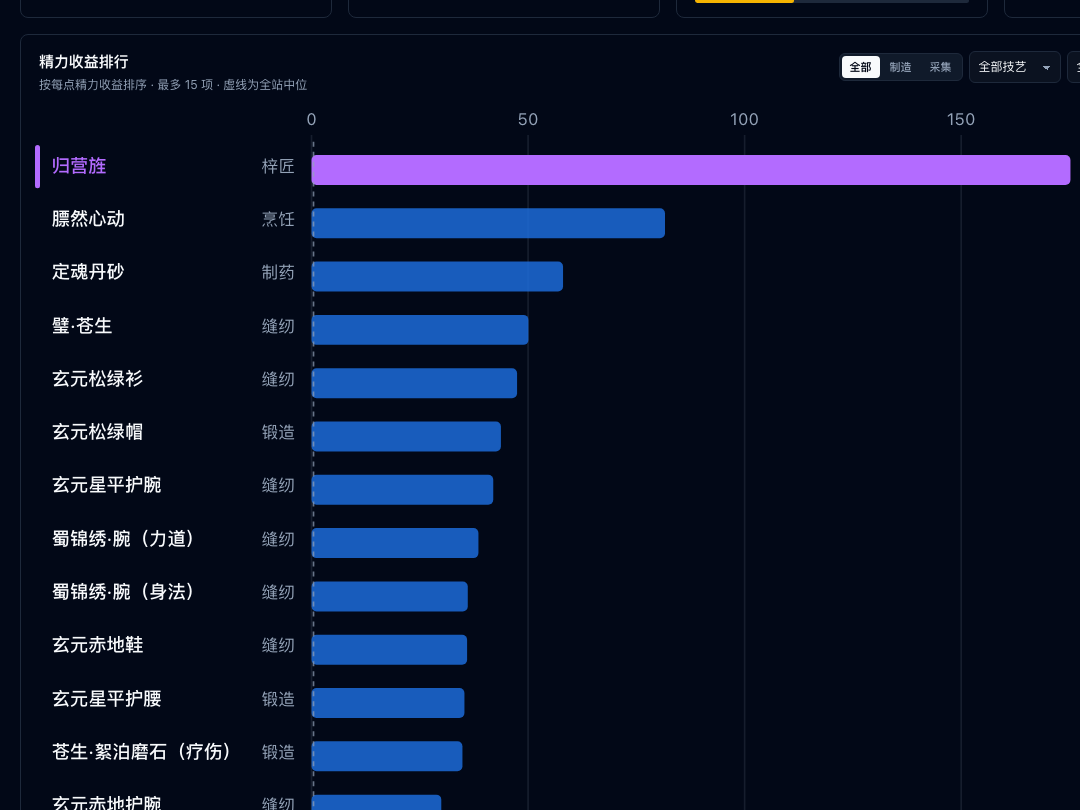 精力收益排行
按每点精力收益排序 · 最多 15 项 · 虚线为全站中位
全部 制造 采集 全部技艺
0 50 100 150
归营旌 梓匠
膘然心动 烹饪
定魂丹砂 制药
璧·苍生 缝纫
玄元松绿衫 缝纫
玄元松绿帽 锻造
玄元星平护腕 缝纫
蜀锦绣·腕（力道） 缝纫
蜀锦绣·腕（身法） 缝纫
玄元赤地鞋 缝纫
玄元星平护腰 锻造
苍生·絮泊磨石（疗伤） 锻造
玄元赤地护腕 缝纫